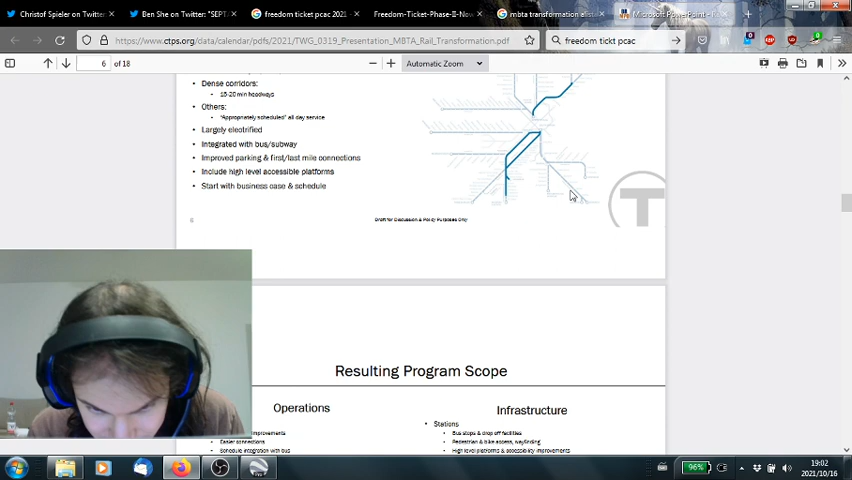 Christof Spieler on Twitter
Ben She on Twitter: "SEPT
freedom ticket pcac 2021
Freedom-Ticket-Phase-II-Now
mbta transformation
Microsoft PowerPoint
https://www.ctps.org/data/calendar/pdfs/2021/TWG_0319_Presentation_MBTA_Rail_Transformation.pdf
freedom tickt pcac
6 of 18
Automatic Zoom
• Dense corridors:
• 15-20 min headways
• Others:
• "Appropriately scheduled" all day service
• Largely electrified
• Integrated with bus/subway
• Improved parking & first/last mile connections
• Include high level accessible platforms
• Start with business case & schedule
Draft for Discussion & Policy Purposes Only
T
Resulting Program Scope
Operations
Infrastructure
improvements
Easier connections
Schedule integration with bus
• Stations
• Bus stops & drop off facilities
• Pedestrian & bike access, wayfinding
• High level platforms & accessibility improvements
96%
19:02
2021/10/16